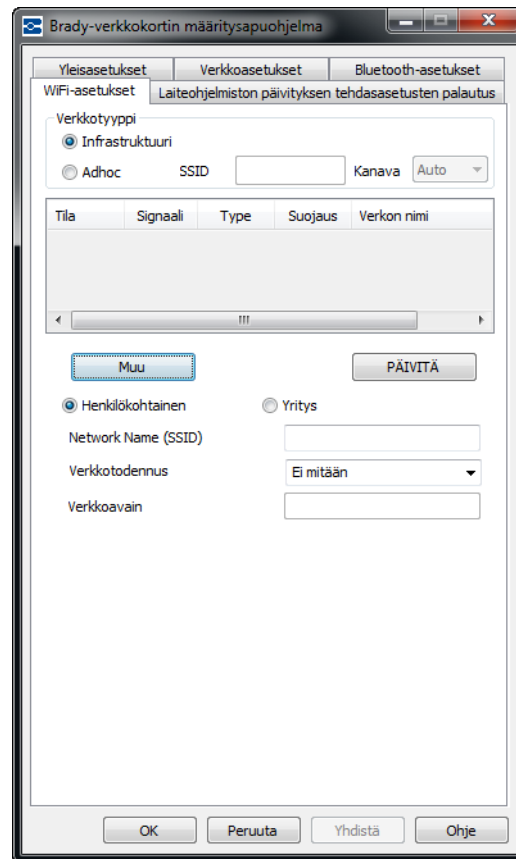 Brady-verkkokortin määritysapuohjelma
Yleisasetukset Verkkoasetukset Bluetooth-asetukset
WiFi-asetukset Laiteohjelmiston päivityksen tehdasasetusten palautus
Verkkotyyppi
Infrastruktuuri
Adhoc SSID Kanava Auto
Tila Signaali Type Suojaus Verkon nimi
Muu PÄIVITÄ
Henkilökohtainen Yritys
Network Name (SSID)
Verkkotodennus Ei mitään
Verkkoavain
OK Peruuta Yhdistä Ohje